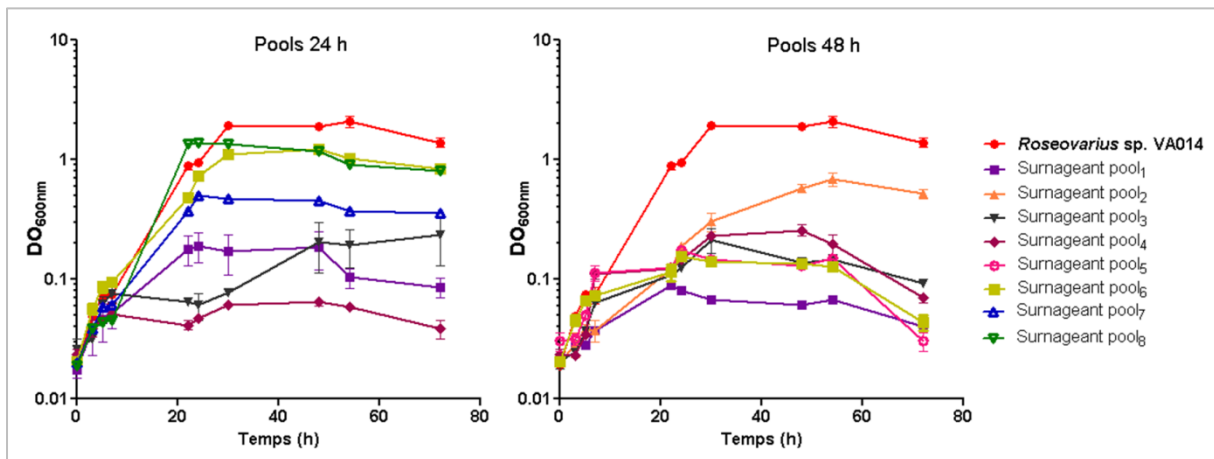 Pools 24 h
10
1
0.1
0.01
DO600nm
0
20
40
60
80
Temps (h)
Pools 48 h
10
1
0.1
0.01
DO600nm
0
20
40
60
80
Temps (h)
Roseovarius sp. VA014
Surnageant pool1
Surnageant pool2
Surnageant pool3
Surnageant pool4
Surnageant pool5
Surnageant pool6
Surnageant pool7
Surnageant pool8